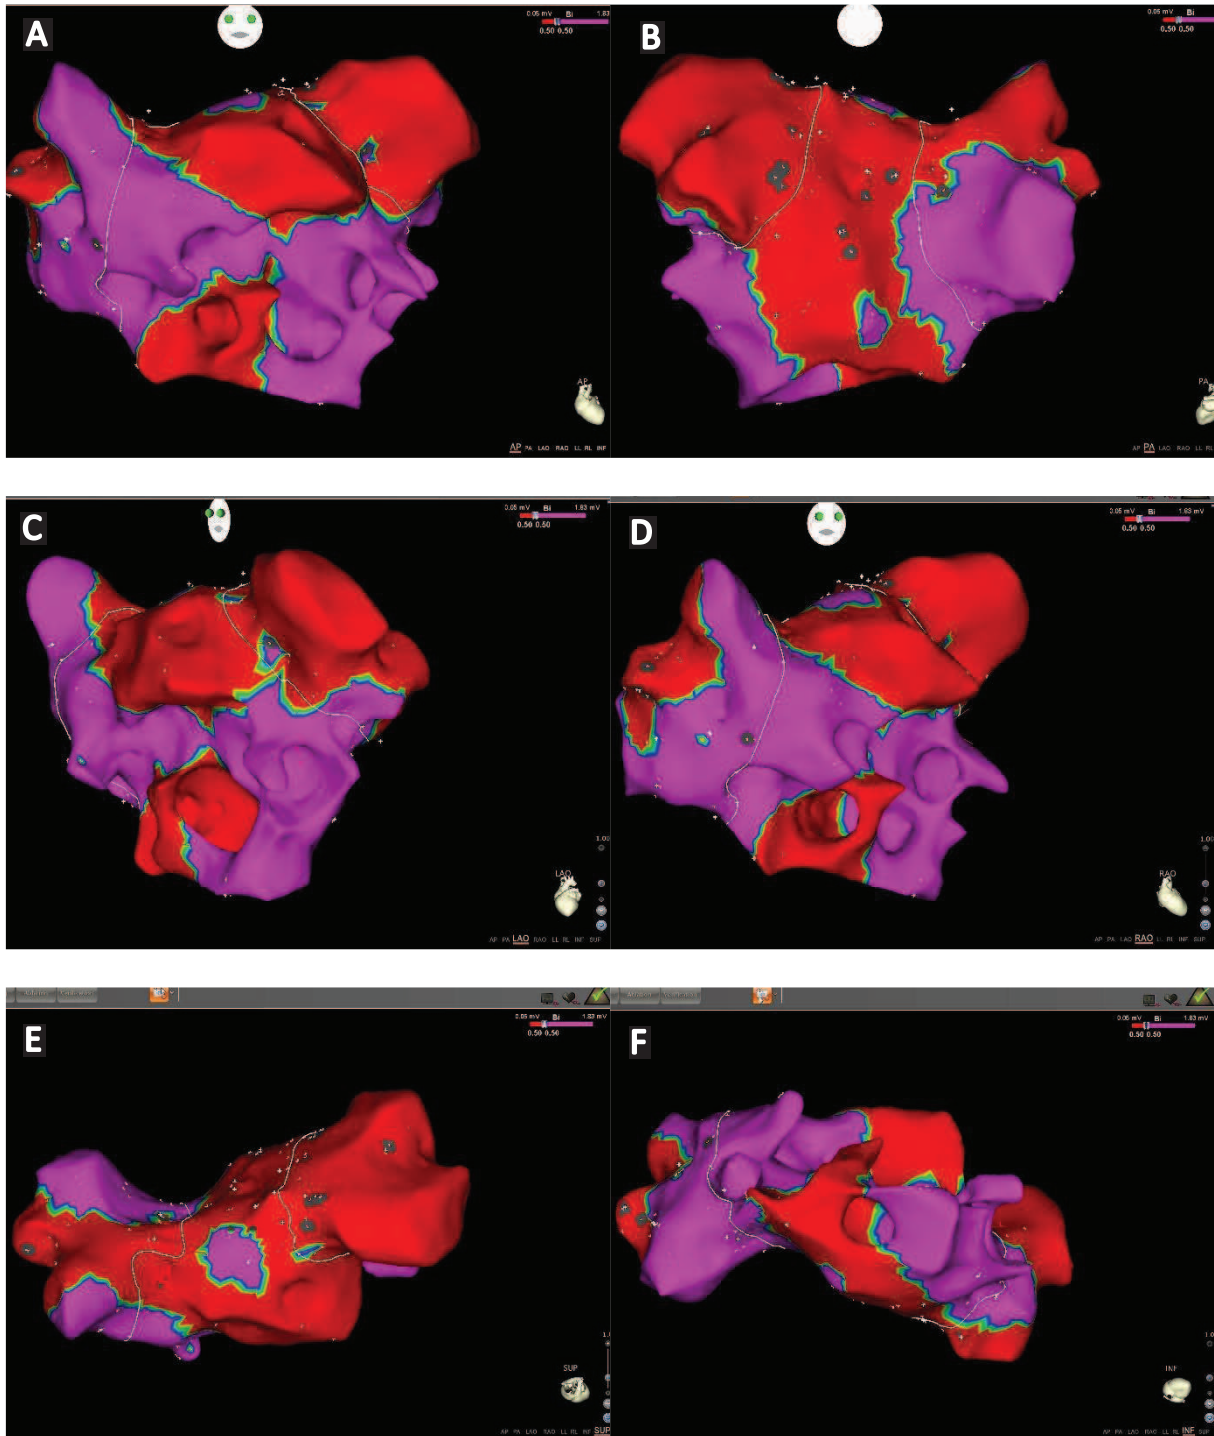 A
0.05 mV Bi 1.83
0.50 0.50
AP
AP PA LAO RAO LL RL INF
B
0.05 mV Bi
0.50 0.50
PA
AP PA LAO RAO LL RL
C
0.05 mV Bi 1.83 mV
0.50 0.50
LAO
AP PA LAO RAO LL RL INF SUP
D
0.05 mV Bi 1.83 mV
0.50 0.50
1.00
RAO
AP PA LAO RAO LL RL INF SUP
E
0.05 mV Bi 1.83 mV
0.50 0.50
SUP
AP PA LAO RAO LL RL INF SUP
F
0.05 mV Bi 1.83 mV
0.50 0.50
INF
AP PA LAO RAO LL RL INF SUP